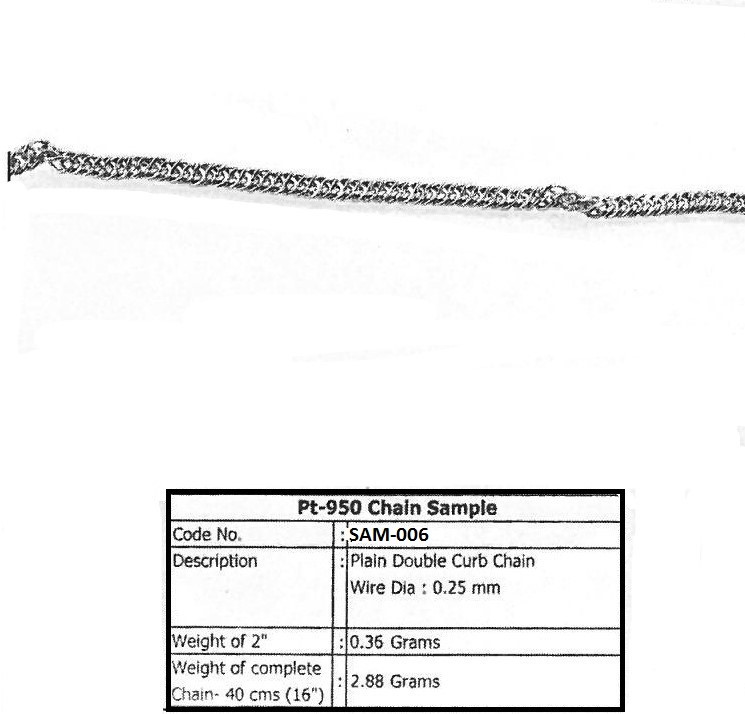 Pt-950 Chain Sample
Code No. : SAM-006
Description : Plain Double Curb Chain
Wire Dia : 0.25 mm
Weight of 2" : 0.36 Grams
Weight of complete
Chain- 40 cms (16") : 2.88 Grams